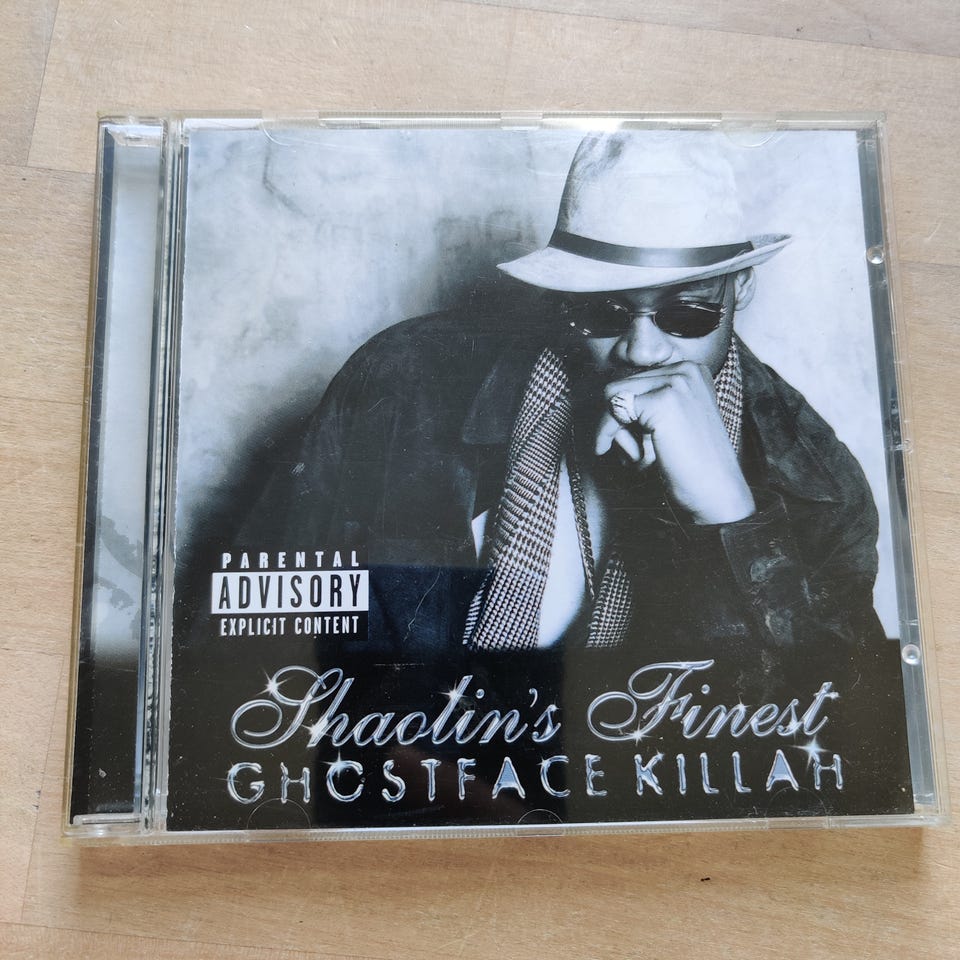 PARENTAL
ADVISORY
EXPLICIT CONTENT
Shaolin's Finest
GHOSTFACE KILLAH